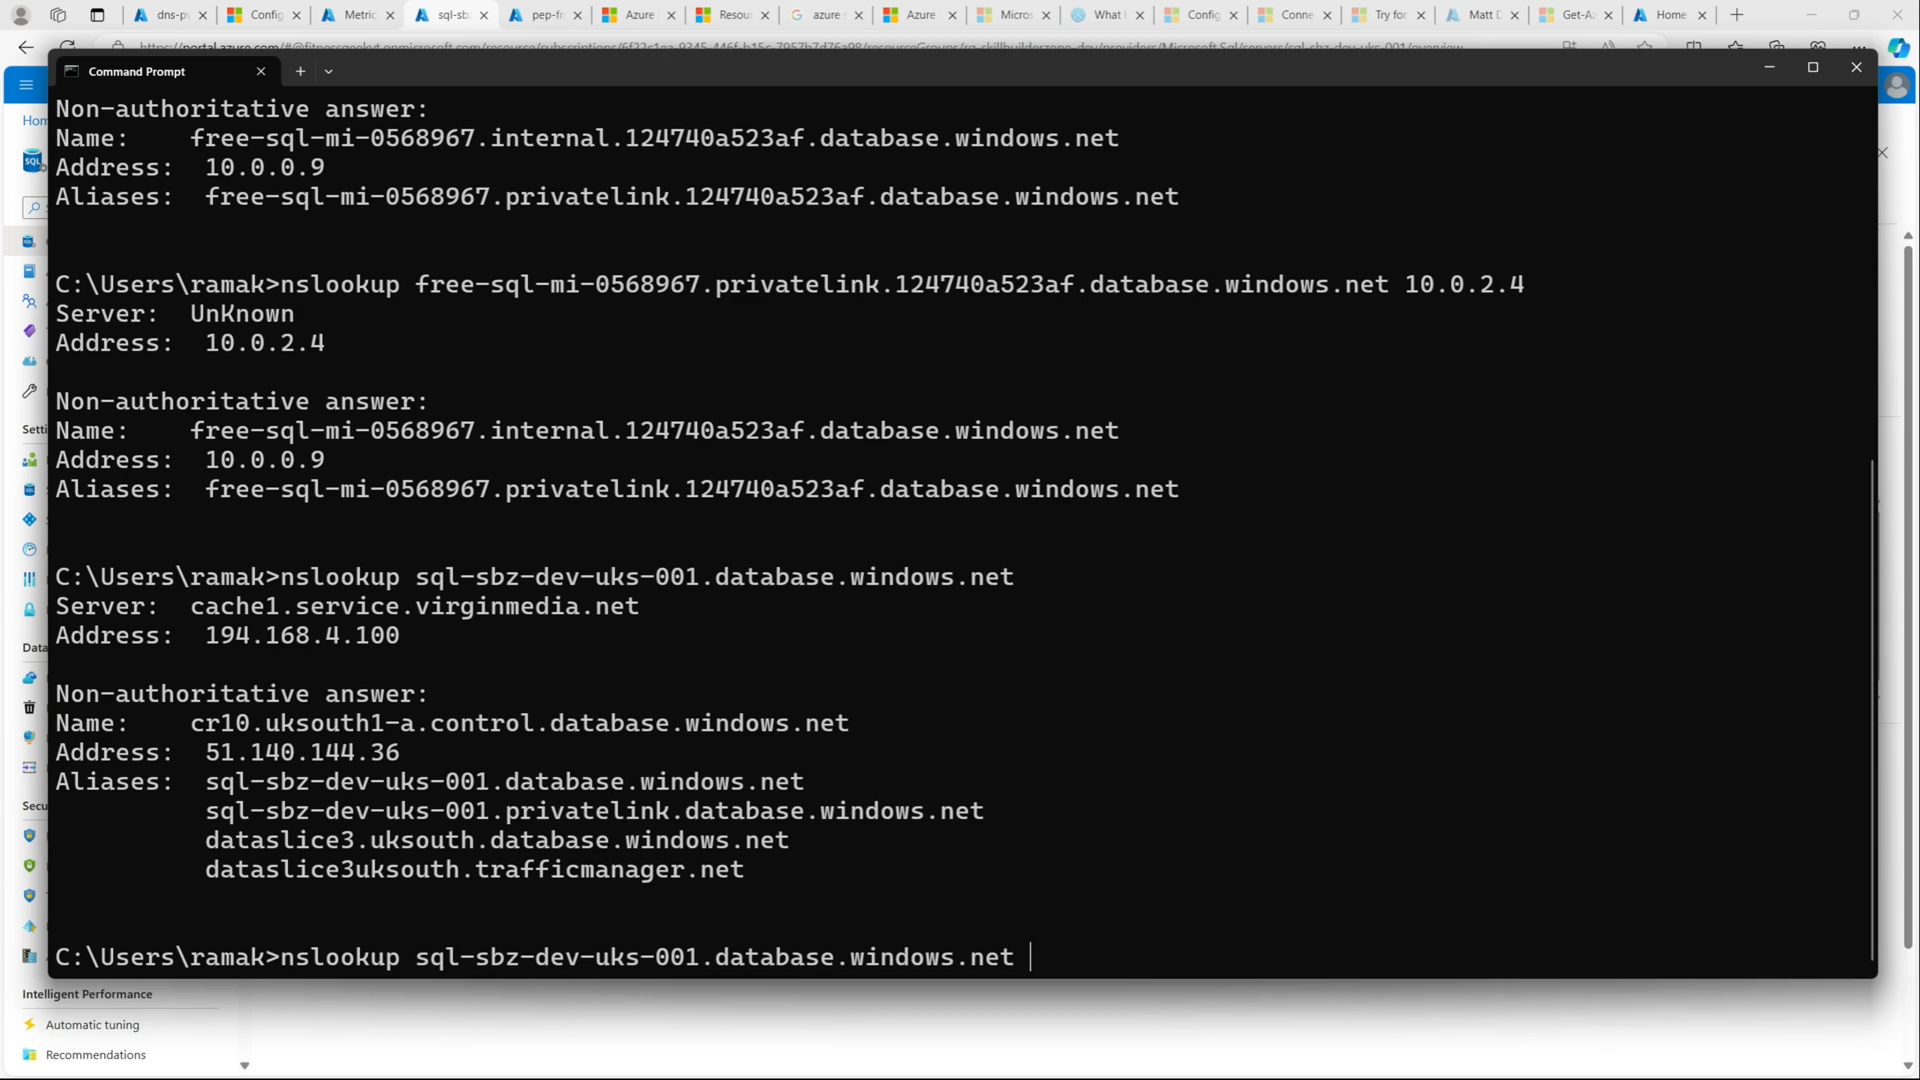 dns-pv
Config
Metric
sql-sb
pep-fr
Azure
Resour
azure s
Azure
Micros
What E
Config
Conne
Try for
Matt D
Get-Az
Home
Command Prompt
Hom
SQL
Non-authoritative answer:
Name:    free-sql-mi-0568967.internal.124740a523af.database.windows.net
Address:  10.0.0.9
Aliases:  free-sql-mi-0568967.privatelink.124740a523af.database.windows.net
C:\Users\ramak>nslookup free-sql-mi-0568967.privatelink.124740a523af.database.windows.net 10.0.2.4
Server:  UnKnown
Address:  10.0.2.4
Non-authoritative answer:
Name:    free-sql-mi-0568967.internal.124740a523af.database.windows.net
Address:  10.0.0.9
Aliases:  free-sql-mi-0568967.privatelink.124740a523af.database.windows.net
C:\Users\ramak>nslookup sql-sbz-dev-uks-001.database.windows.net
Server:  cache1.service.virginmedia.net
Address:  194.168.4.100
Non-authoritative answer:
Name:    cr10.uksouth1-a.control.database.windows.net
Address:  51.140.144.36
Aliases:  sql-sbz-dev-uks-001.database.windows.net
sql-sbz-dev-uks-001.privatelink.database.windows.net
dataslice3.uksouth.database.windows.net
dataslice3uksouth.trafficmanager.net
C:\Users\ramak>nslookup sql-sbz-dev-uks-001.database.windows.net
Setti
Data
Secu
Intelligent Performance
Automatic tuning
Recommendations